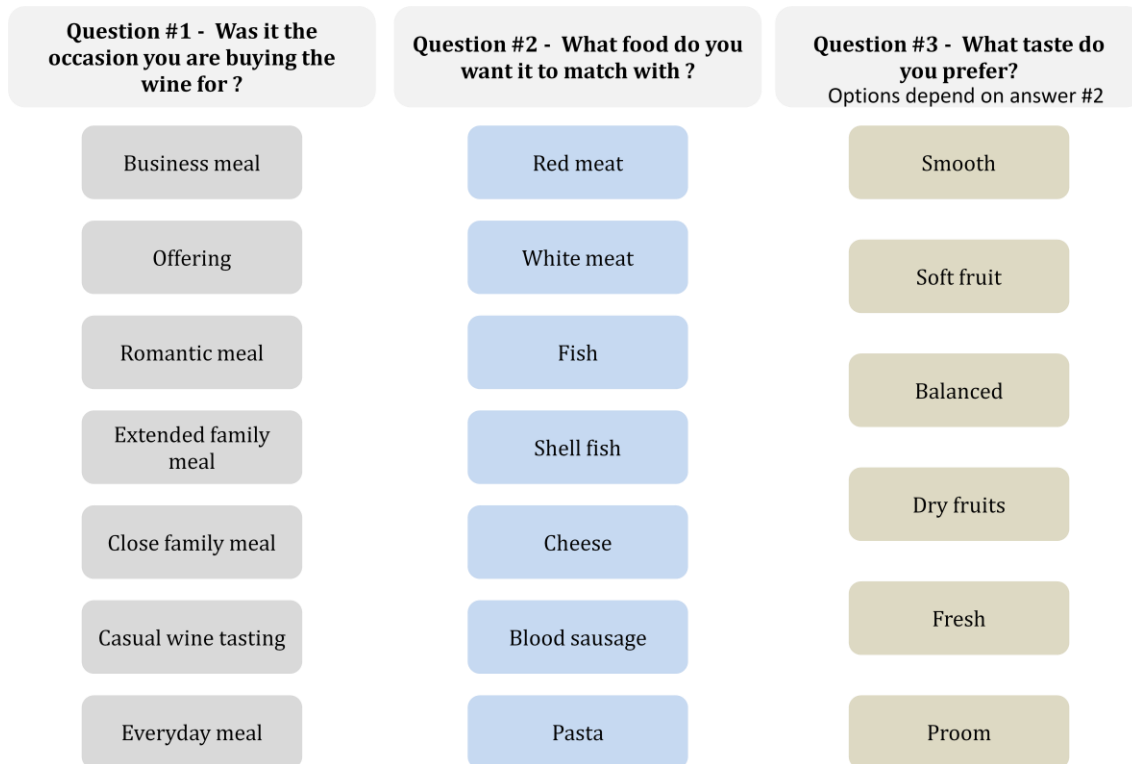 Question #1 - Was it the
occasion you are buying the
wine for ?
Business meal
Offering
Romantic meal
Extended family
meal
Close family meal
Casual wine tasting
Everyday meal
Question #2 - What food do you
want it to match with ?
Red meat
White meat
Fish
Shell fish
Cheese
Blood sausage
Pasta
Question #3 - What taste do
you prefer?
Options depend on answer #2
Smooth
Soft fruit
Balanced
Dry fruits
Fresh
Proom